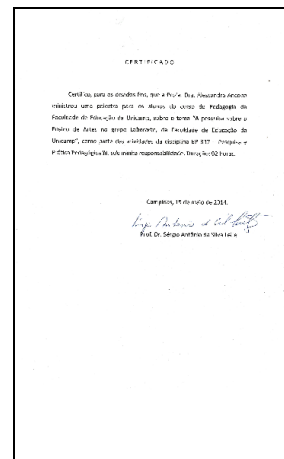 CERTIFICADO
Certifico, para os devidos fins, que a Profa. Dra. Alessandra Ancona
ministrou uma palestra para os alunos do curso de Pedagogia da
Faculdade de Educação da Unicamp, sobre o tema "A pesquisa sobre o
Ensino de Artes no grupo Laborarte, da Faculdade de Educação da
Unicamp", como parte das atividades da disciplina EP 317 - Pesquisa e
Prática Pedagógica sob minha responsabilidade. Duração: 02 horas.
Campinas, 15 de maio de 2014.
Prof. Dr. Sérgio Antônio da Silva Leite